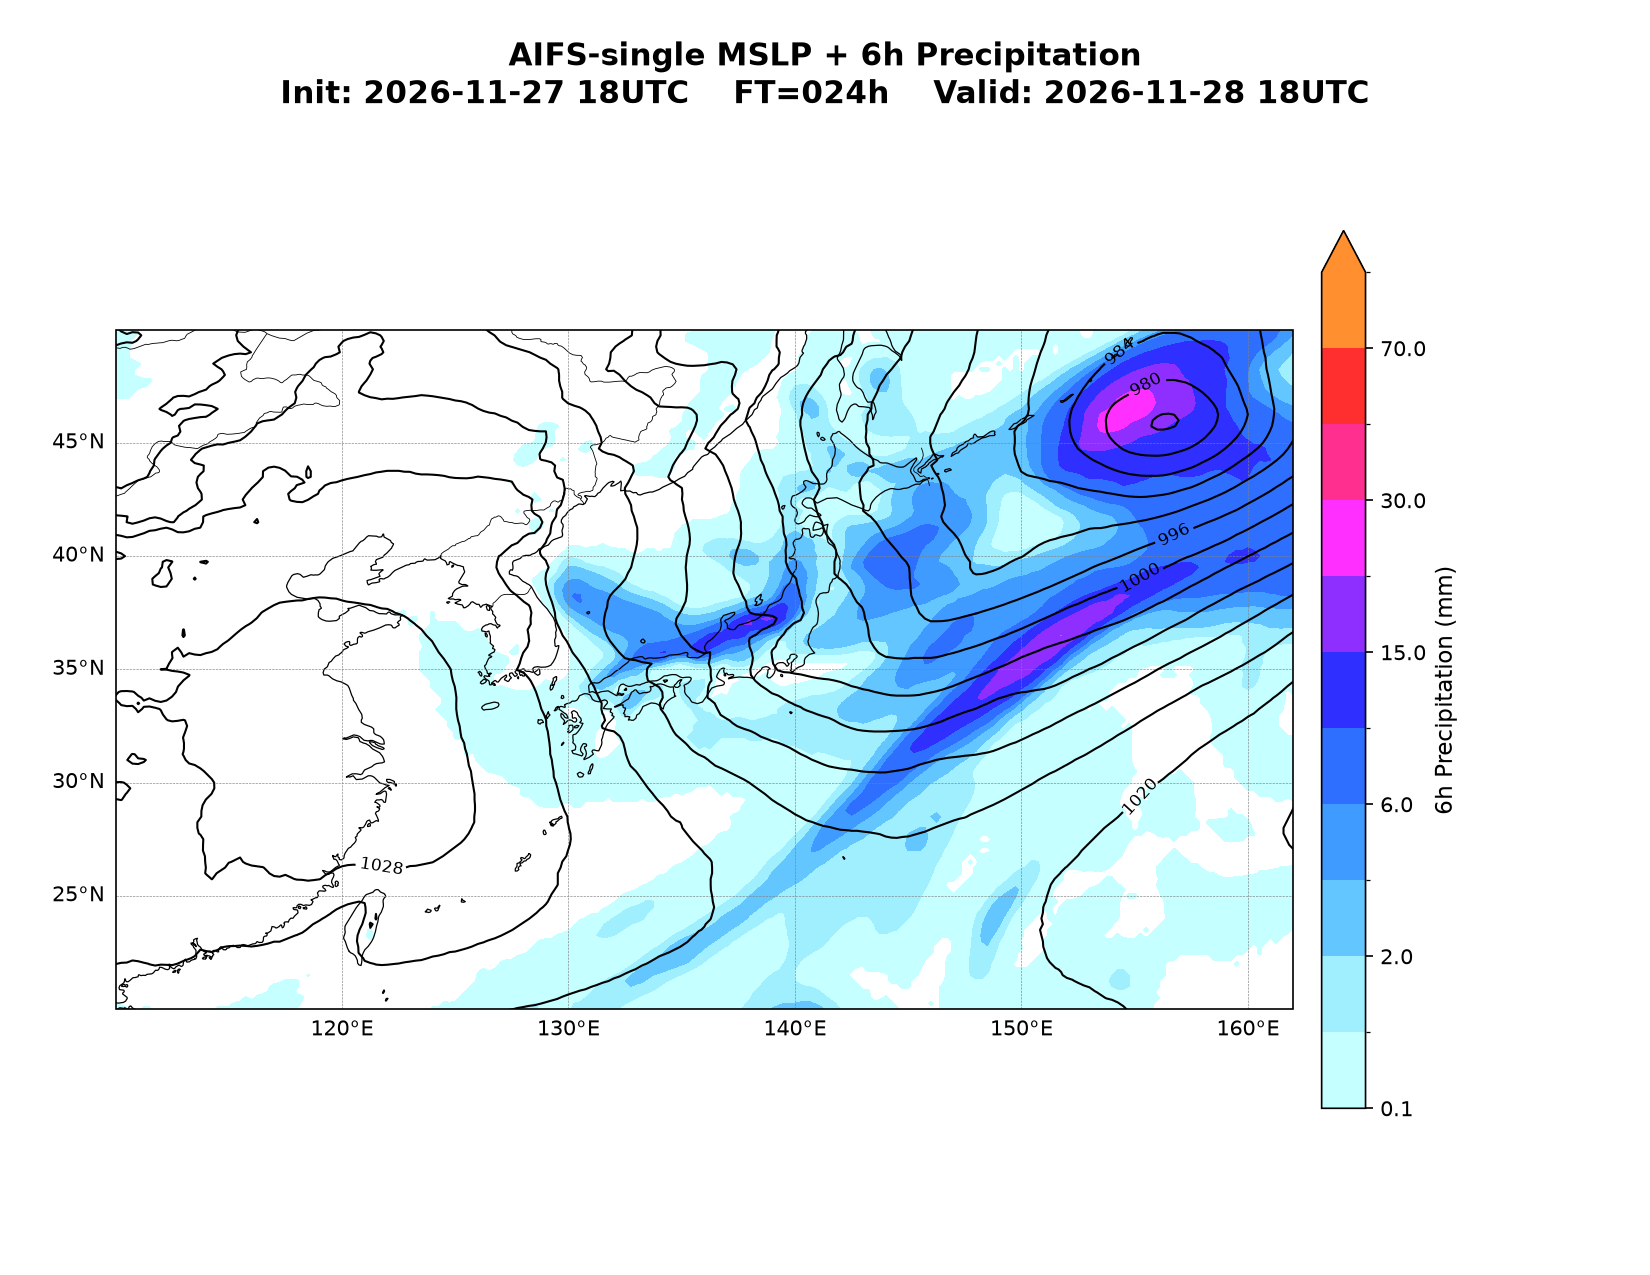 AIFS-single MSLP + 6h Precipitation
Init: 2026-11-27 18UTC    FT=024h    Valid: 2026-11-28 18UTC
984
980
996
1000
1020
1028
45°N
40°N
35°N
30°N
25°N
120°E
130°E
140°E
150°E
160°E
70.0
30.0
15.0
6.0
2.0
0.1
6h Precipitation (mm)